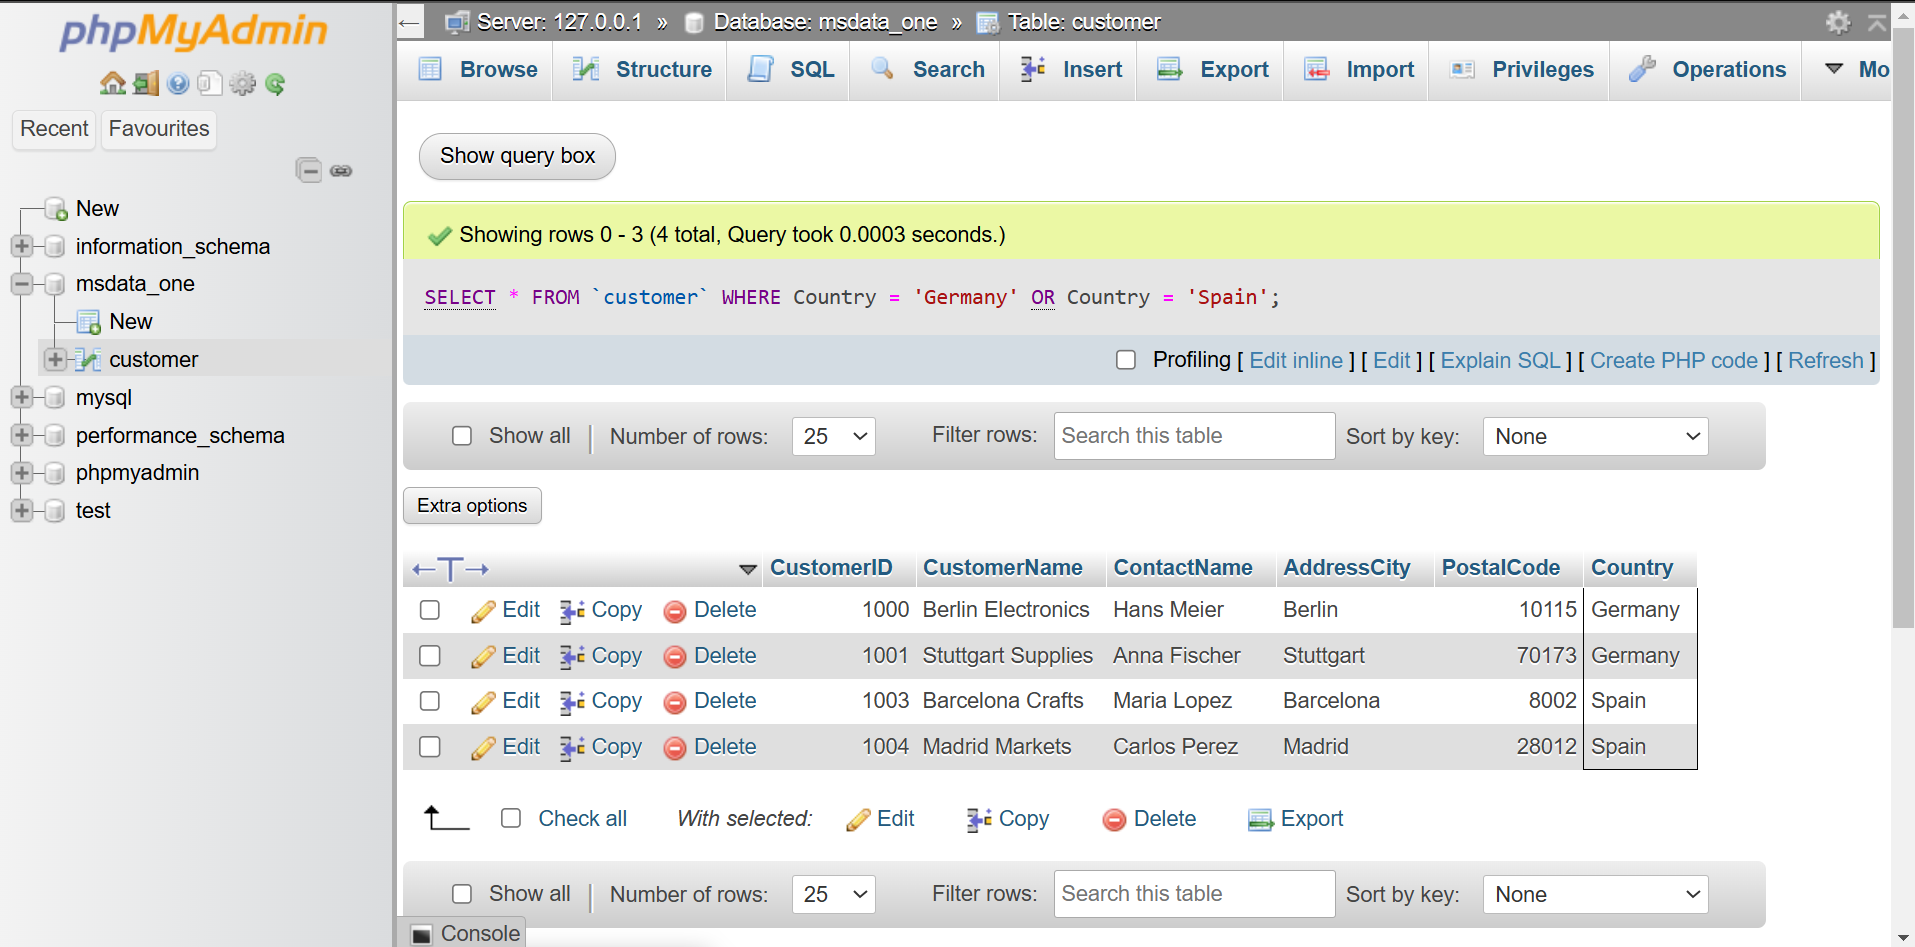 phpMyAdmin
Recent Favourites
New
information_schema
msdata_one
New
customer
mysql
performance_schema
phpmyadmin
test
Server: 127.0.0.1 » Database: msdata_one » Table: customer
Browse Structure SQL Search Insert Export Import Privileges Operations Mo
Show query box
Showing rows 0 - 3 (4 total, Query took 0.0003 seconds.)
SELECT * FROM `customer` WHERE Country = 'Germany' OR Country = 'Spain';
Profiling [ Edit inline ] [ Edit ] [ Explain SQL ] [ Create PHP code ] [ Refresh ]
Show all | Number of rows: 25 Filter rows: Search this table Sort by key: None
Extra options
CustomerID CustomerName ContactName AddressCity PostalCode Country
Edit Copy Delete 1000 Berlin Electronics Hans Meier Berlin 10115 Germany
Edit Copy Delete 1001 Stuttgart Supplies Anna Fischer Stuttgart 70173 Germany
Edit Copy Delete 1003 Barcelona Crafts Maria Lopez Barcelona 8002 Spain
Edit Copy Delete 1004 Madrid Markets Carlos Perez Madrid 28012 Spain
Check all With selected: Edit Copy Delete Export
Show all | Number of rows: 25 Filter rows: Search this table Sort by key: None
Console